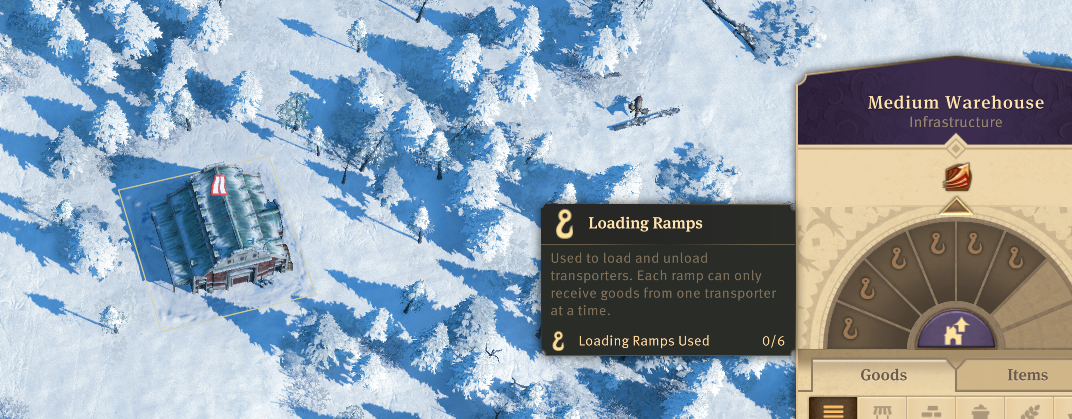 Medium Warehouse
Infrastructure
Loading Ramps
Used to load and unload
transporters. Each ramp can only
receive goods from one transporter
at a time.
Loading Ramps Used 0/6
Goods Items